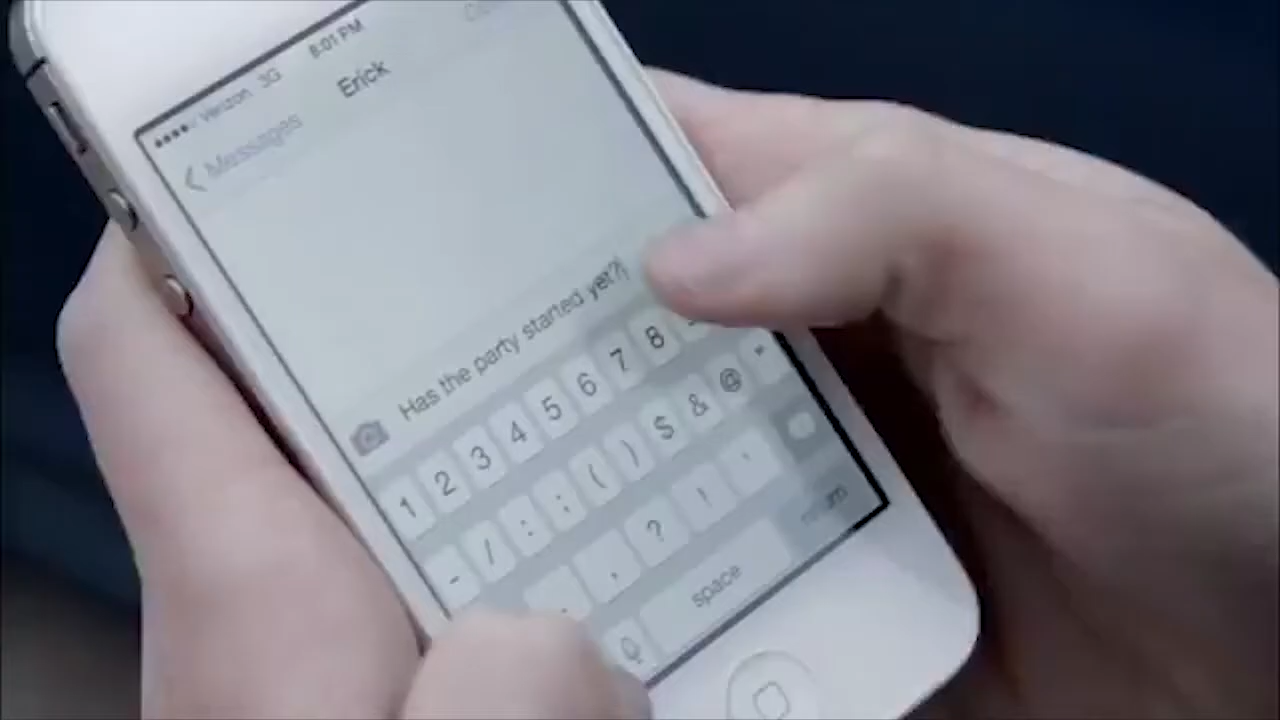 Verizon 3G 8:01 PM
Messages Erick
Has the party started yet?
1 2 3 4 5 6 7 8
- / : ; ( ) $ & @ "
. , ? ! '
space return